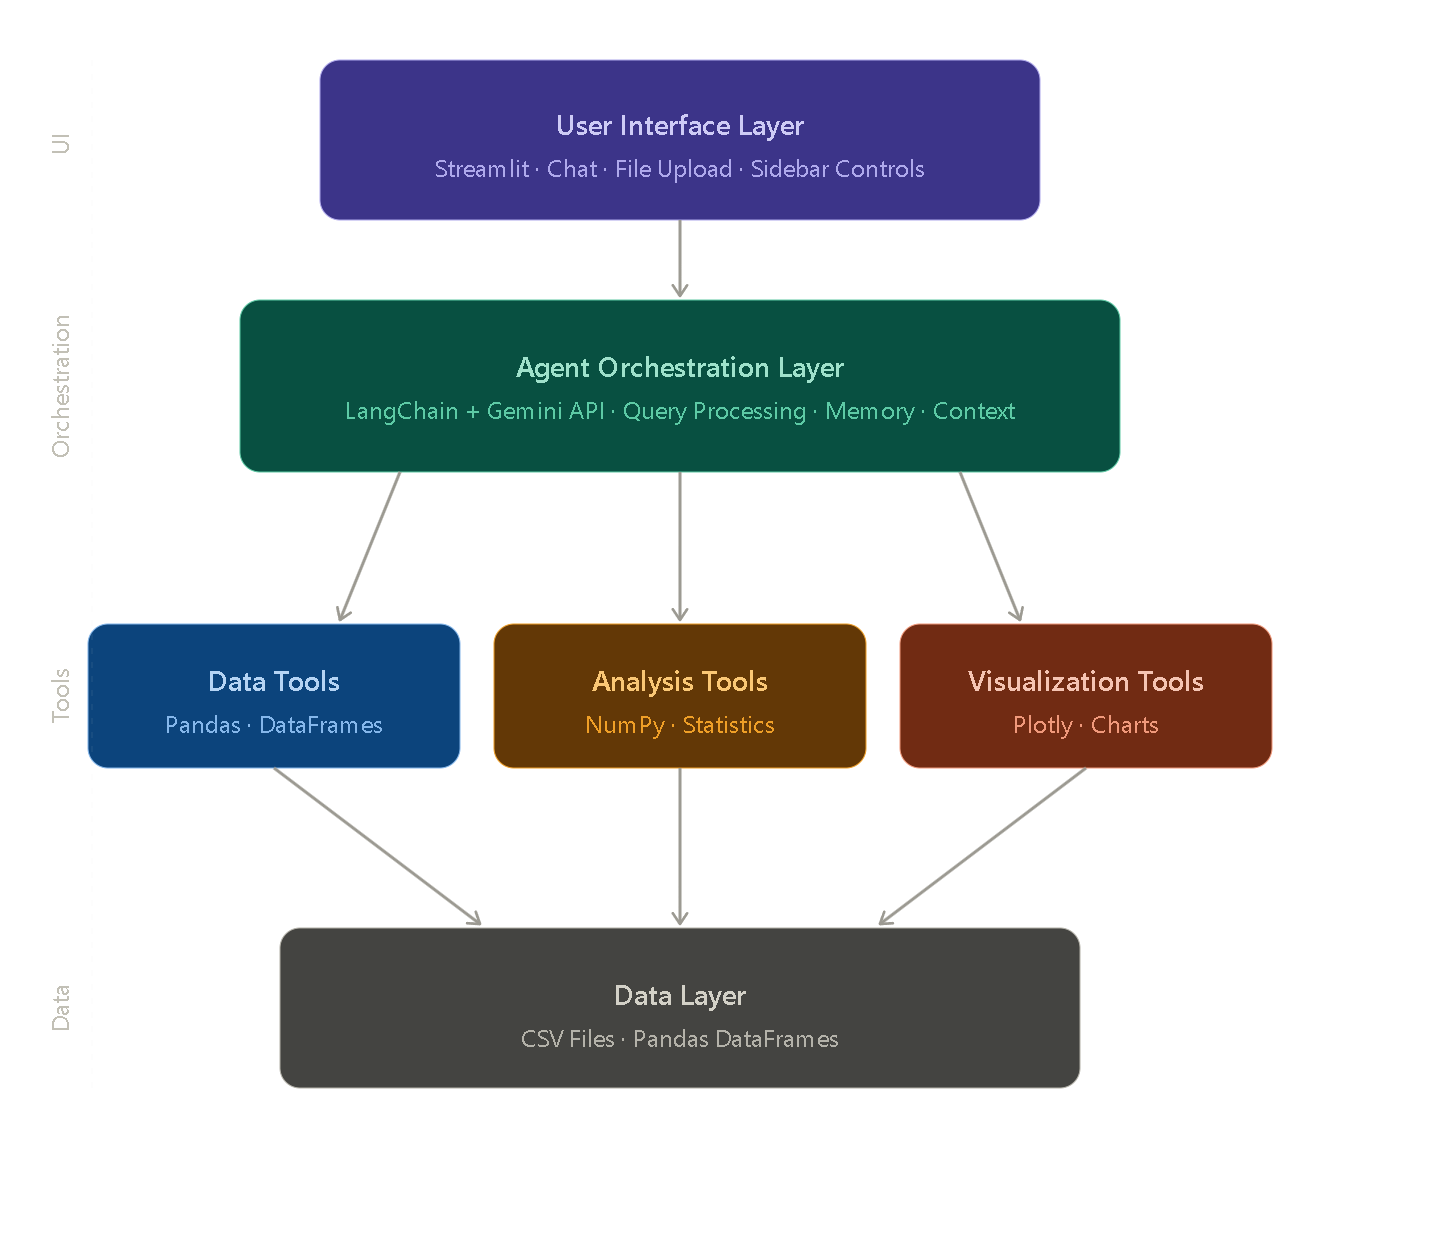 UI
User Interface Layer
Streamlit · Chat · File Upload · Sidebar Controls
Orchestration
Agent Orchestration Layer
LangChain + Gemini API · Query Processing · Memory · Context
Tools
Data Tools
Pandas · DataFrames
Analysis Tools
NumPy · Statistics
Visualization Tools
Plotly · Charts
Data
Data Layer
CSV Files · Pandas DataFrames